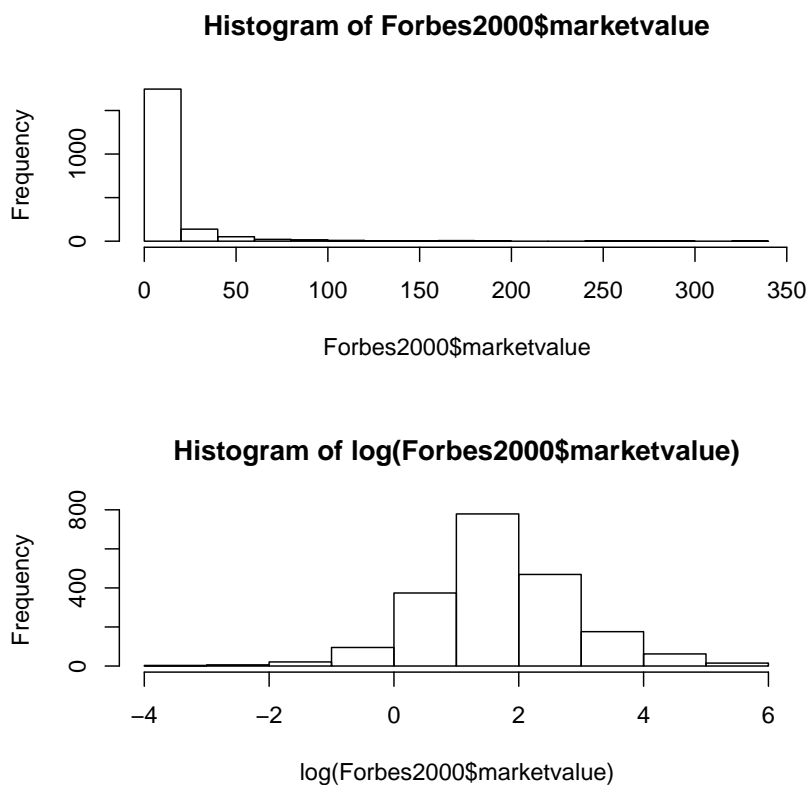 Histogram of Forbes2000$marketvalue
Frequency
1000
0
0 50 100 150 200 250 300 350
Forbes2000$marketvalue
Histogram of log(Forbes2000$marketvalue)
Frequency
800
400
0
−4 −2 0 2 4 6
log(Forbes2000$marketvalue)